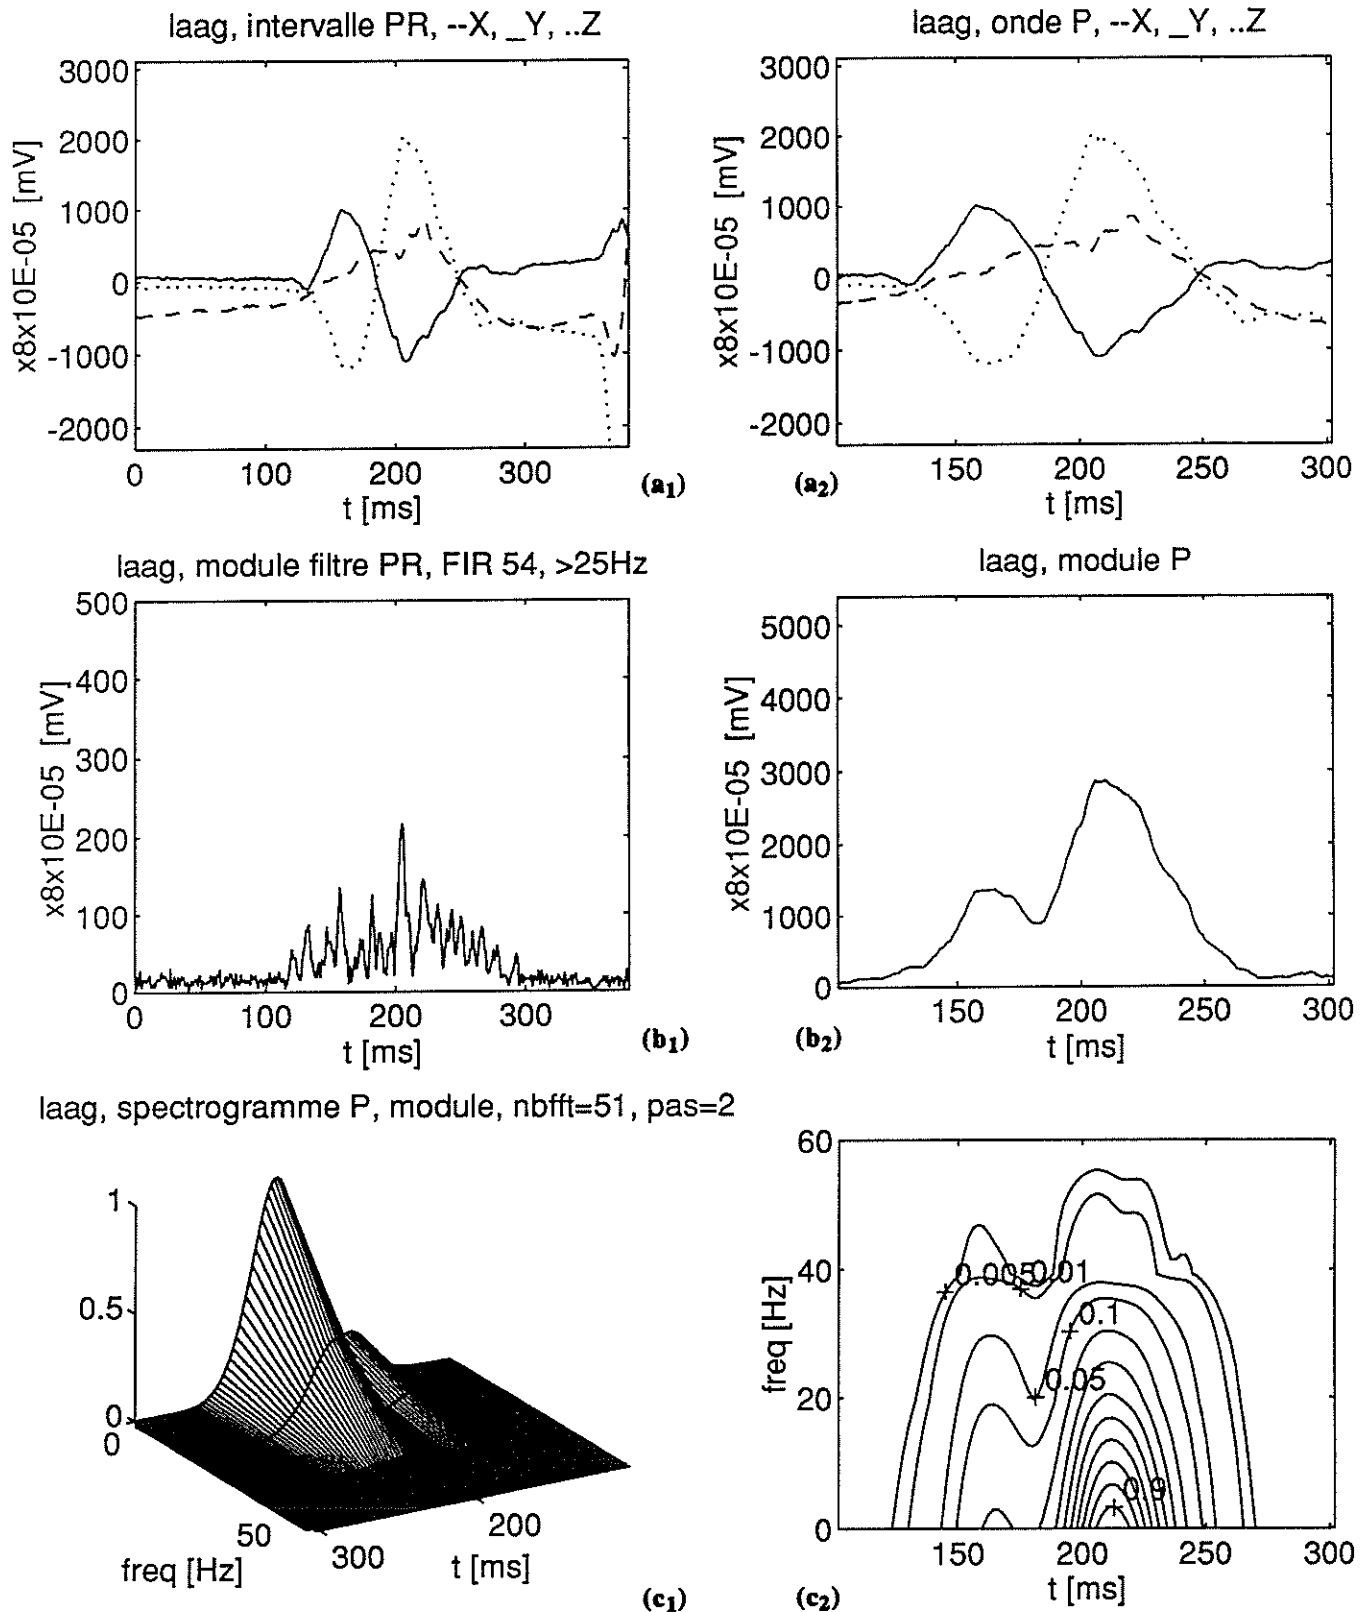 laag, intervalle PR, --X, _Y, ..Z
laag, onde P, --X, _Y, ..Z
x8x10E-05 [mV]
3000
2000
1000
0
-1000
-2000
0
100
200
300
t [ms]
(a1)
x8x10E-05 [mV]
3000
2000
1000
0
-1000
-2000
150
200
250
300
t [ms]
(a2)
laag, module filtre PR, FIR 54, >25Hz
laag, module P
x8x10E-05 [mV]
500
400
300
200
100
0
0
100
200
300
t [ms]
(b1)
x8x10E-05 [mV]
5000
4000
3000
2000
1000
0
150
200
250
300
t [ms]
(b2)
laag, spectrogramme P, module, nbfft=51, pas=2
1
0.5
0
0
50
freq [Hz]
300
200
t [ms]
(c1)
freq [Hz]
60
40
20
0
0.005
0.01
0.1
0.05
0.9
150
200
250
300
t [ms]
(c2)